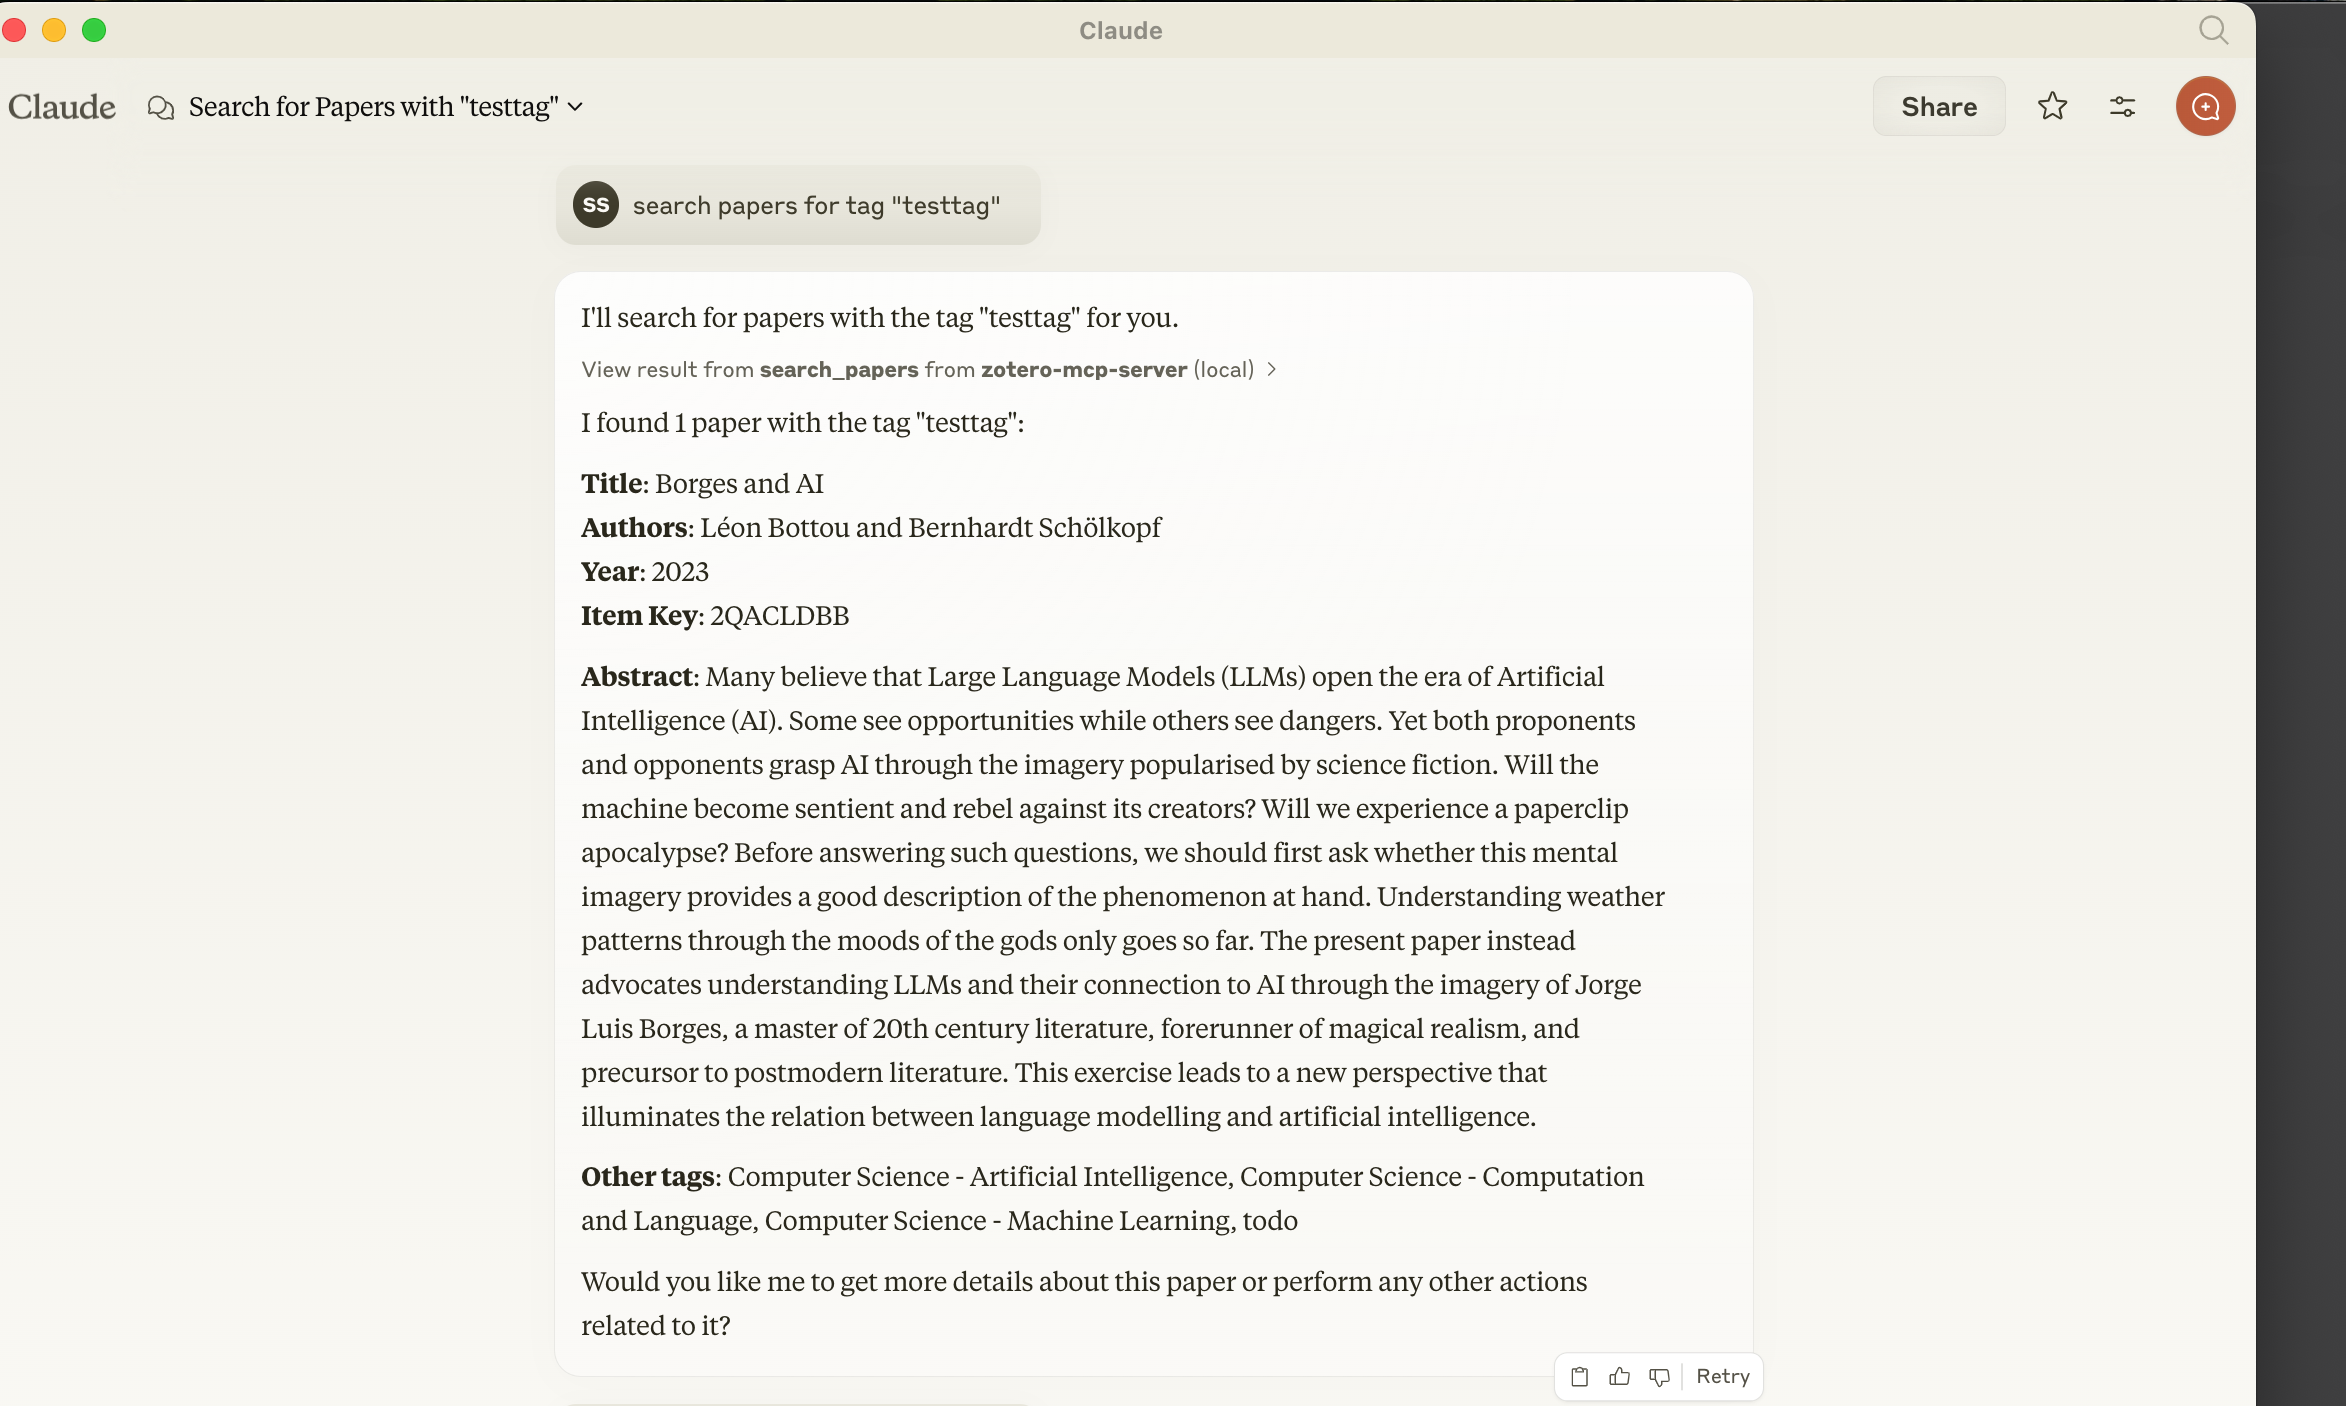 Claude
Claude
Search for Papers with "testtag"
Share
SS
search papers for tag "testtag"
I'll search for papers with the tag "testtag" for you.
View result from search_papers from zotero-mcp-server (local)
I found 1 paper with the tag "testtag":
Title: Borges and AI
Authors: Léon Bottou and Bernhardt Schölkopf
Year: 2023
Item Key: 2QACLDBB
Abstract: Many believe that Large Language Models (LLMs) open the era of Artificial
Intelligence (AI). Some see opportunities while others see dangers. Yet both proponents
and opponents grasp AI through the imagery popularised by science fiction. Will the
machine become sentient and rebel against its creators? Will we experience a paperclip
apocalypse? Before answering such questions, we should first ask whether this mental
imagery provides a good description of the phenomenon at hand. Understanding weather
patterns through the moods of the gods only goes so far. The present paper instead
advocates understanding LLMs and their connection to AI through the imagery of Jorge
Luis Borges, a master of 20th century literature, forerunner of magical realism, and
precursor to postmodern literature. This exercise leads to a new perspective that
illuminates the relation between language modelling and artificial intelligence.
Other tags: Computer Science - Artificial Intelligence, Computer Science - Computation
and Language, Computer Science - Machine Learning, todo
Would you like me to get more details about this paper or perform any other actions
related to it?
Retry